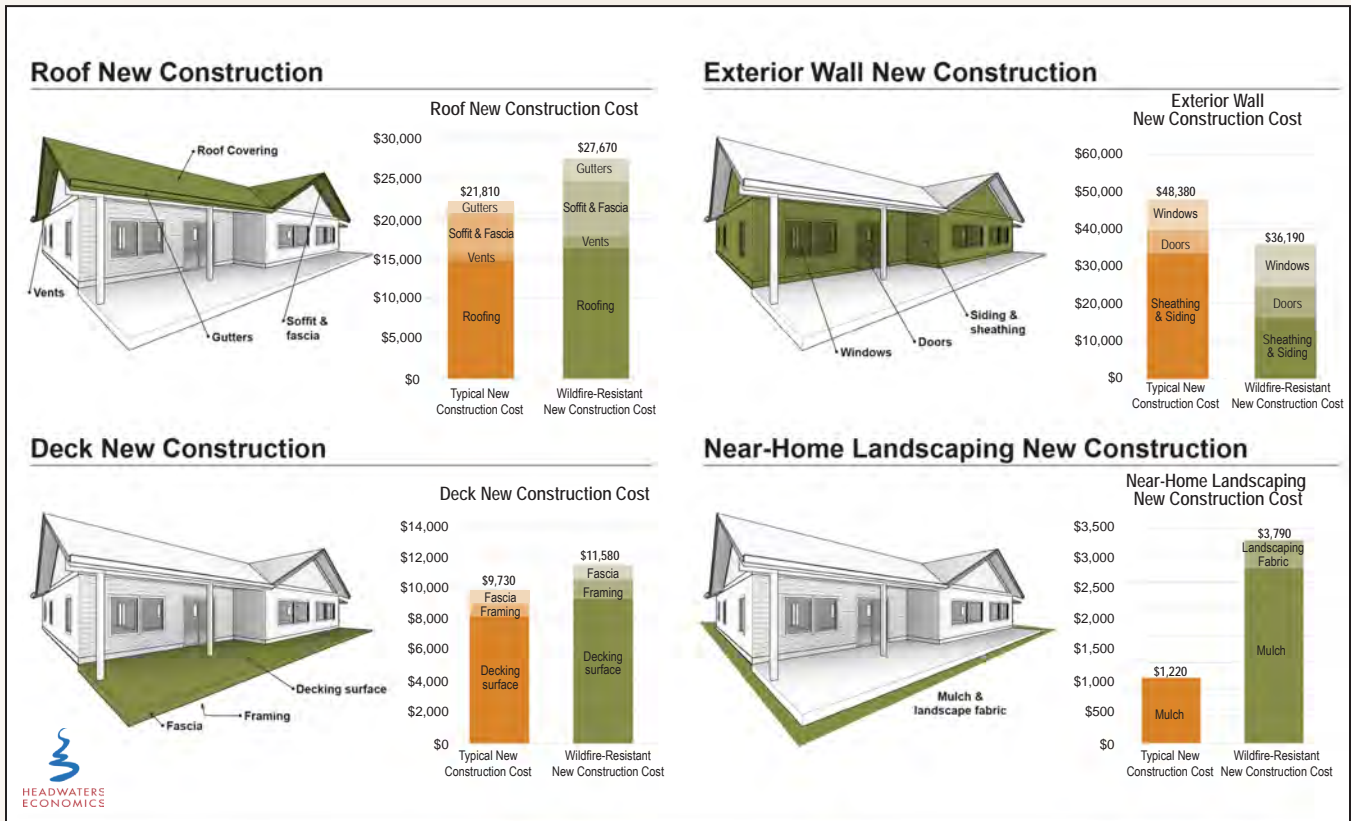 Roof New Construction
Roof Covering
Vents
Gutters
Soffit &
fascia
Roof New Construction Cost
$30,000
$25,000
$20,000
$15,000
$10,000
$5,000
$0
$21,810
Gutters
Soffit & Fascia
Vents
Roofing
$27,670
Gutters
Soffit & Fascia
Vents
Roofing
Typical New
Construction Cost
Wildfire-Resistant
New Construction Cost
Exterior Wall New Construction
Windows
Doors
Siding &
sheathing
Exterior Wall
New Construction Cost
$60,000
$50,000
$40,000
$30,000
$20,000
$10,000
$0
$48,380
Windows
Doors
Sheathing
& Siding
$36,190
Windows
Doors
Sheathing
& Siding
Typical New
Construction Cost
Wildfire-Resistant
New Construction Cost
Deck New Construction
Decking surface
Framing
Fascia
Deck New Construction Cost
$14,000
$12,000
$10,000
$8,000
$6,000
$4,000
$2,000
$0
$9,730
Fascia
Framing
Decking
surface
$11,580
Fascia
Framing
Decking
surface
Typical New
Construction Cost
Wildfire-Resistant
New Construction Cost
Near-Home Landscaping New Construction
Mulch &
landscape fabric
Near-Home Landscaping
New Construction Cost
$3,500
$3,000
$2,500
$2,000
$1,500
$1,000
$500
$0
$1,220
Mulch
$3,790
Landscaping
Fabric
Mulch
Typical New
Construction Cost
Wildfire-Resistant
New Construction Cost
HEADWATERS
ECONOMICS